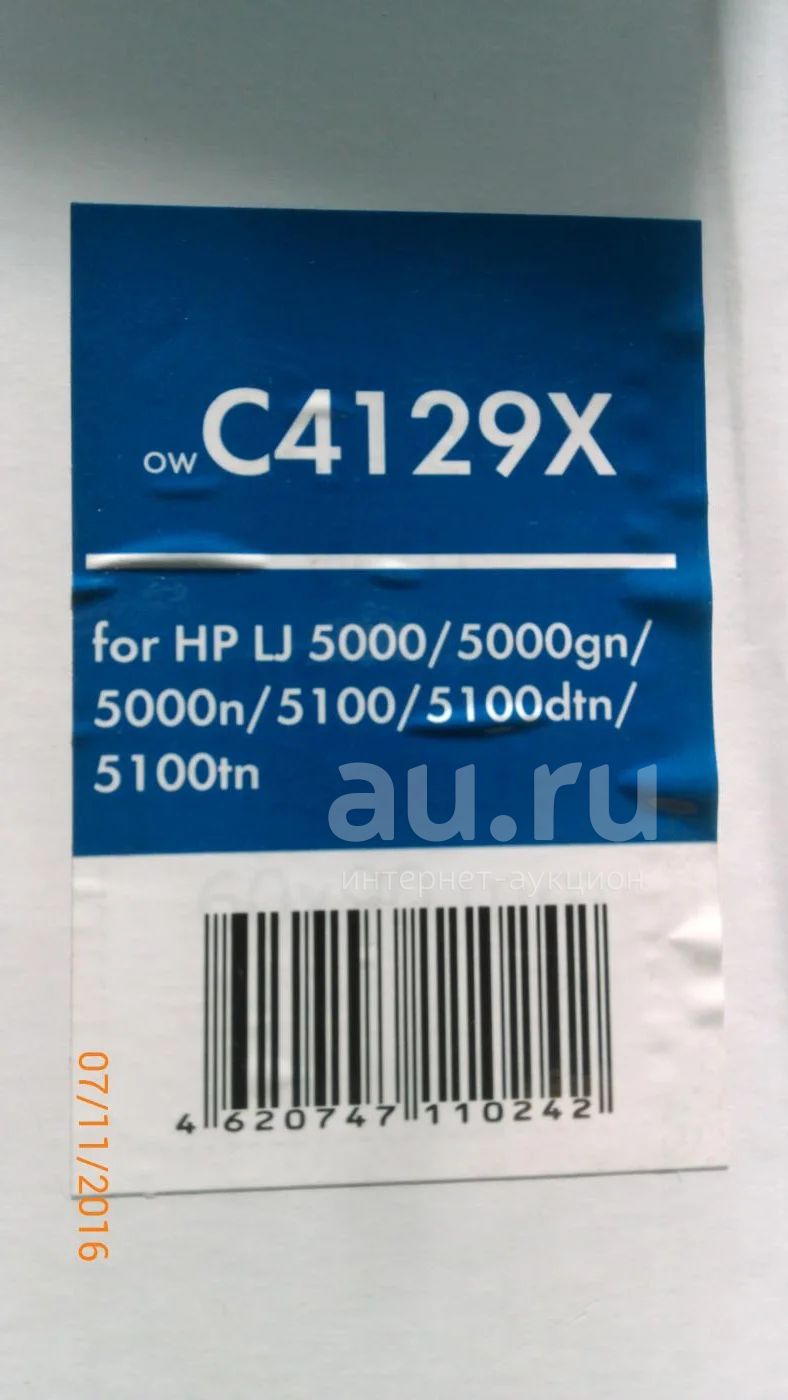 ow C4129X
for HP LJ 5000/5000gn/
5000n/5100/5100dtn/
5100tn
au.ru
интернет-аукцион
4 620747 110242
07/11/2016